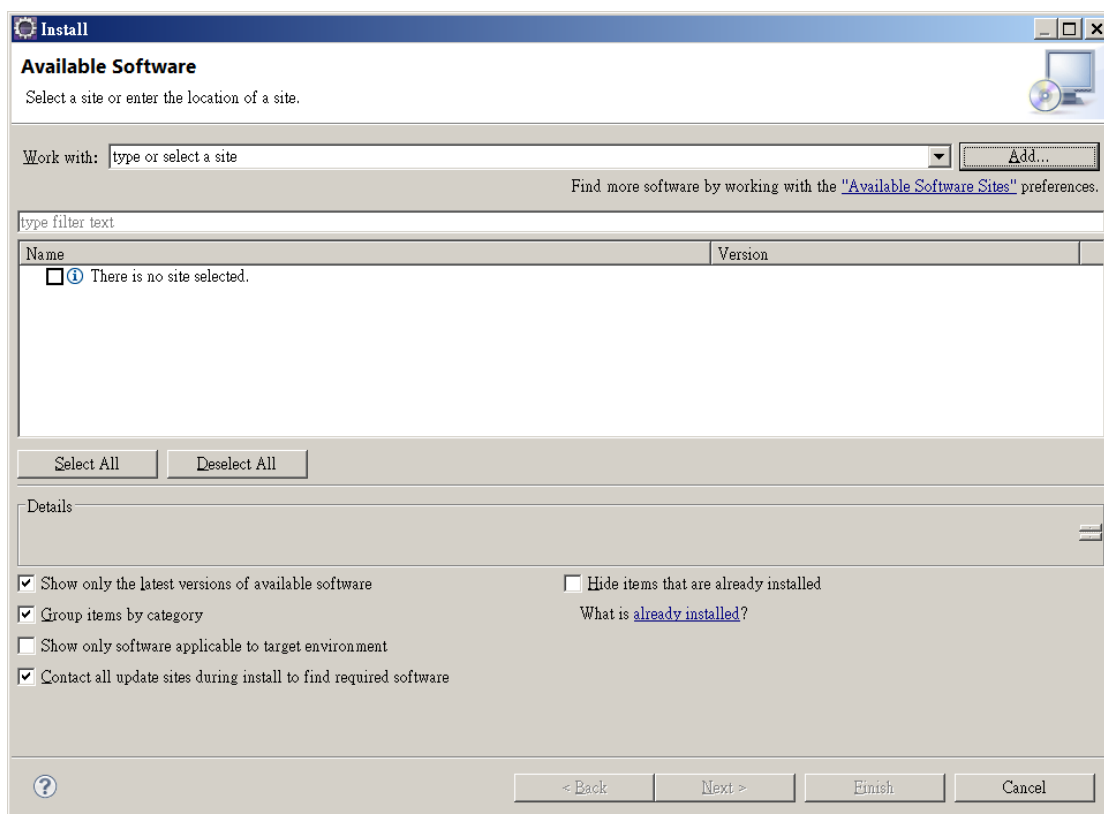 Install
Available Software
Select a site or enter the location of a site.
Work with: type or select a site Add...
Find more software by working with the "Available Software Sites" preferences.
type filter text
Name Version
There is no site selected.
Select All Deselect All
Details
Show only the latest versions of available software Hide items that are already installed
Group items by category What is already installed?
Show only software applicable to target environment
Contact all update sites during install to find required software
< Back Next > Finish Cancel